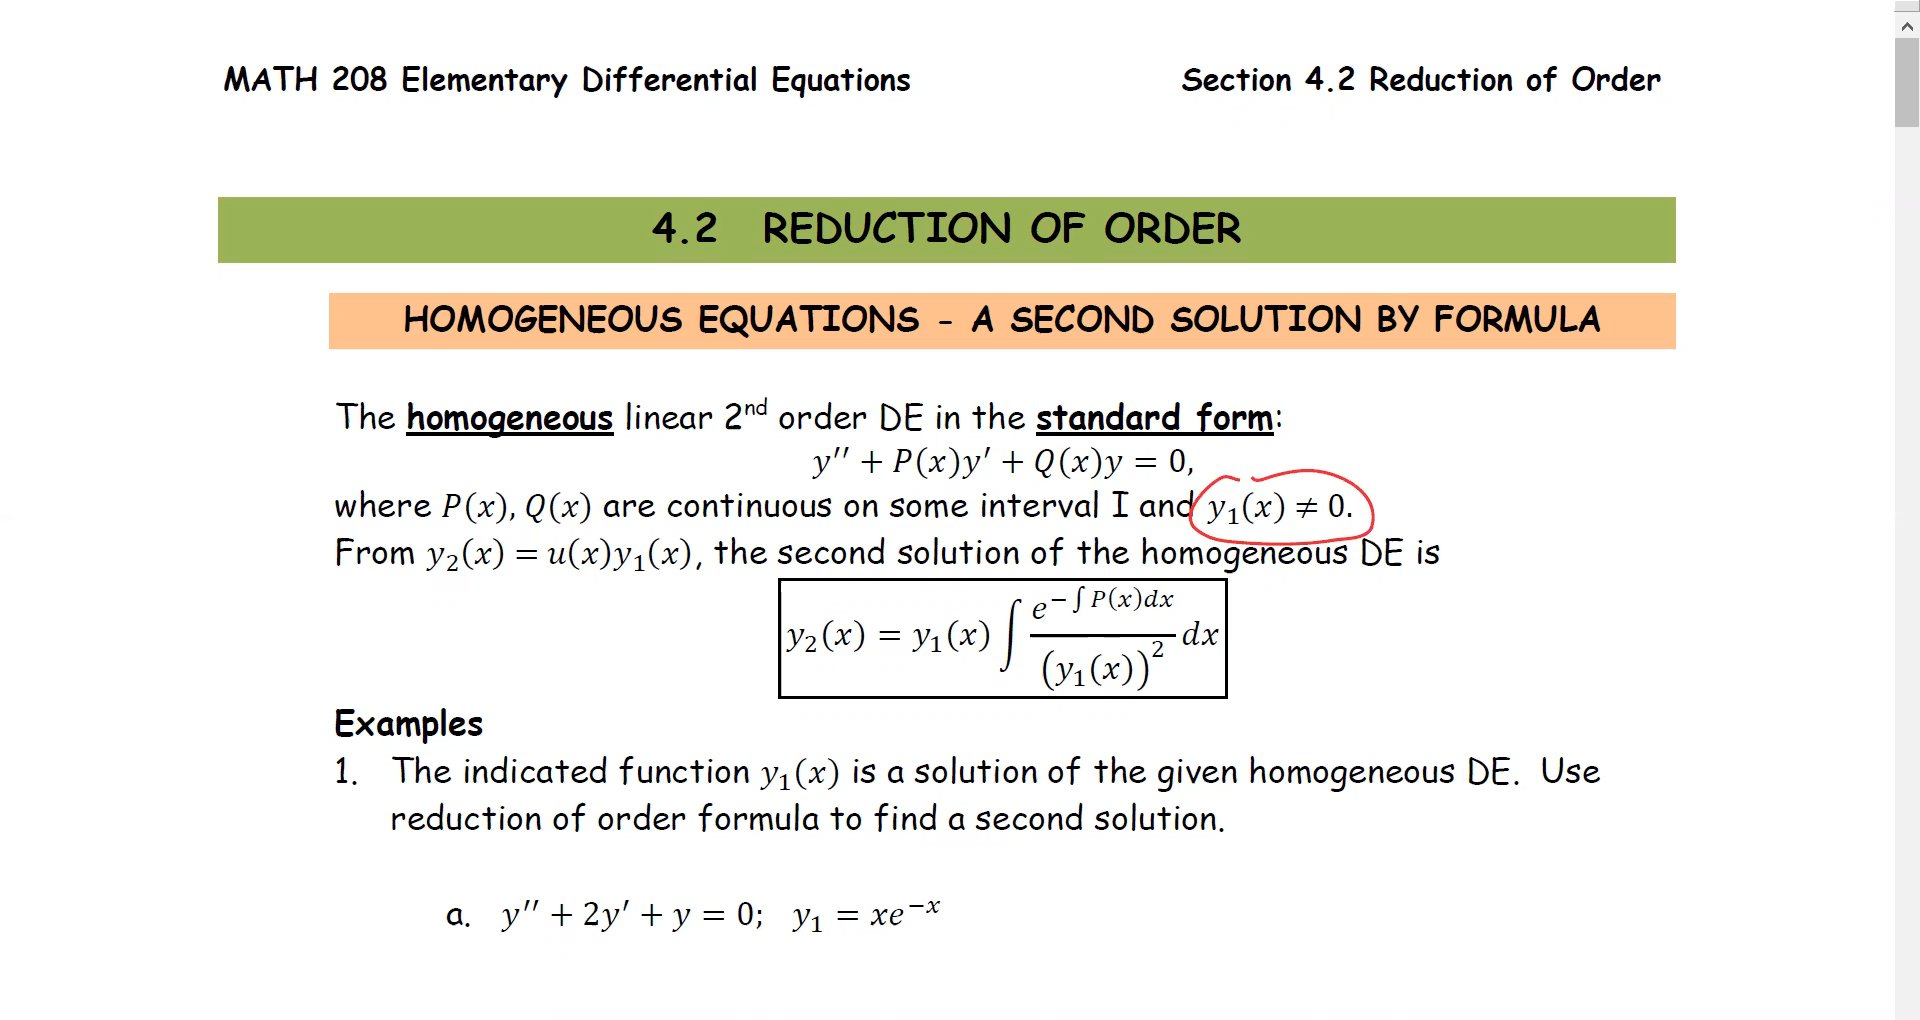 MATH 208 Elementary Differential Equations Section 4.2 Reduction of Order
4.2 REDUCTION OF ORDER
HOMOGENEOUS EQUATIONS - A SECOND SOLUTION BY FORMULA
The homogeneous linear 2nd order DE in the standard form:
y′′ + P(x)y′ + Q(x)y = 0,
where P(x), Q(x) are continuous on some interval I and y₁(x) ≠ 0.
From y₂(x) = u(x)y₁(x), the second solution of the homogeneous DE is
y₂(x) = y₁(x) ∫ e^(−∫ P(x)dx) / (y₁(x))² dx
Examples
1. The indicated function y₁(x) is a solution of the given homogeneous DE. Use
reduction of order formula to find a second solution.
a. y′′ + 2y′ + y = 0; y₁ = xe^(−x)